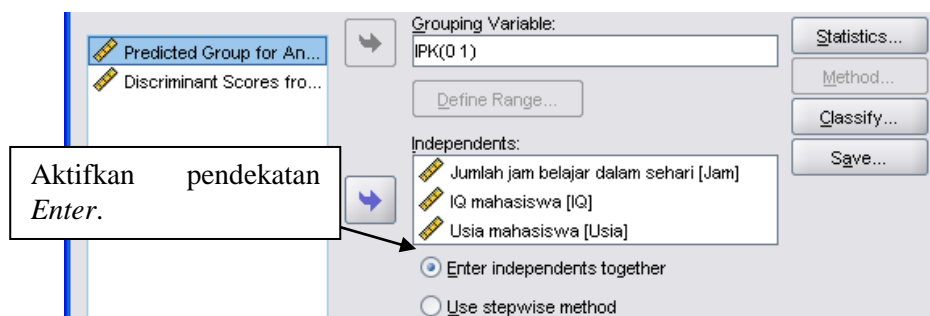 Grouping Variable:
IPK(0 1)
Define Range...
Independents:
Jumlah jam belajar dalam sehari [Jam]
IQ mahasiswa [IQ]
Usia mahasiswa [Usia]
Enter independents together
Use stepwise method
Predicted Group for An...
Discriminant Scores fro...
Aktifkan pendekatan
Enter.
Statistics...
Method...
Classify...
Save...